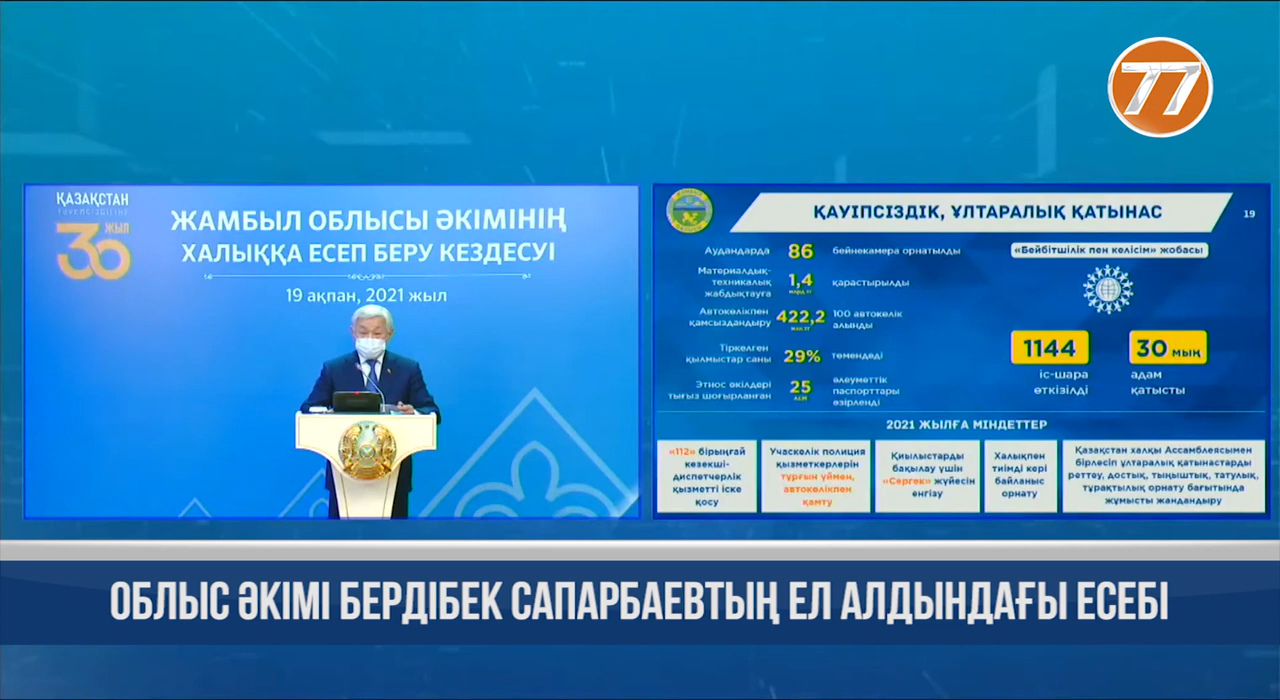 77
ҚАЗАҚСТАН
ТӘУЕЛСІЗДІГІНЕ
30 ЖЫЛ
ЖАМБЫЛ ОБЛЫСЫ ӘКІМІНІҢ
ХАЛЫҚҚА ЕСЕП БЕРУ КЕЗДЕСУІ
19 ақпан, 2021 жыл
ҚАУІПСІЗДІК, ҰЛТАРАЛЫҚ ҚАТЫНАС
19
Аудандарда 86 бейнекамера орнатылды
Материалдық-
техникалық
жабдықтауға
1,4
млрд тг
қарастырылды
Автокөлікпен
қамсыздандыру
422,2
млн тг
100 автокөлік
алынды
Тіркелген
қылмыстар саны
29% төмендеді
Этнос өкілдері
тығыз шоғырланған
25
әлеуметтік
паспорттары
әзірленді
«Бейбітшілік пен келісім» жобасы
1144
іс-шара
өткізілді
30 мың
адам
қатысты
2021 ЖЫЛҒА МІНДЕТТЕР
«112» бірыңғай
кезекші-
диспетчерлік
қызметті іске
қосу
Учаскелік полиция
қызметкерлерін
тұрғын үймен,
автокөлікпен
қамту
Қиылыстарды
бақылау үшін
«Сергек» жүйесін
енгізу
Халықпен
тиімді кері
байланыс
орнату
Қазақстан халқы Ассамблеясымен
бірлесіп ұлтаралық қатынастарды
реттеу, достық, тыныштық, татулық,
тұрақтылық орнату бағытында
жұмысты жандандыру
ОБЛЫС ӘКІМІ БЕРДІБЕК САПАРБАЕВТЫҢ ЕЛ АЛДЫНДАҒЫ ЕСЕБІ